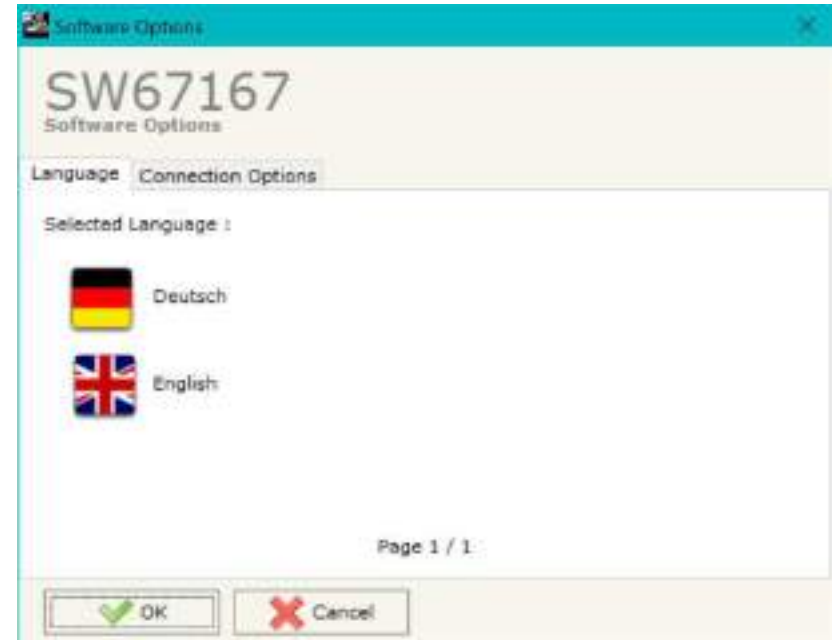 Software Options
SW67167
Software Options
Language Connection Options
Selected Language :
Deutsch
English
Page 1 / 1
OK Cancel